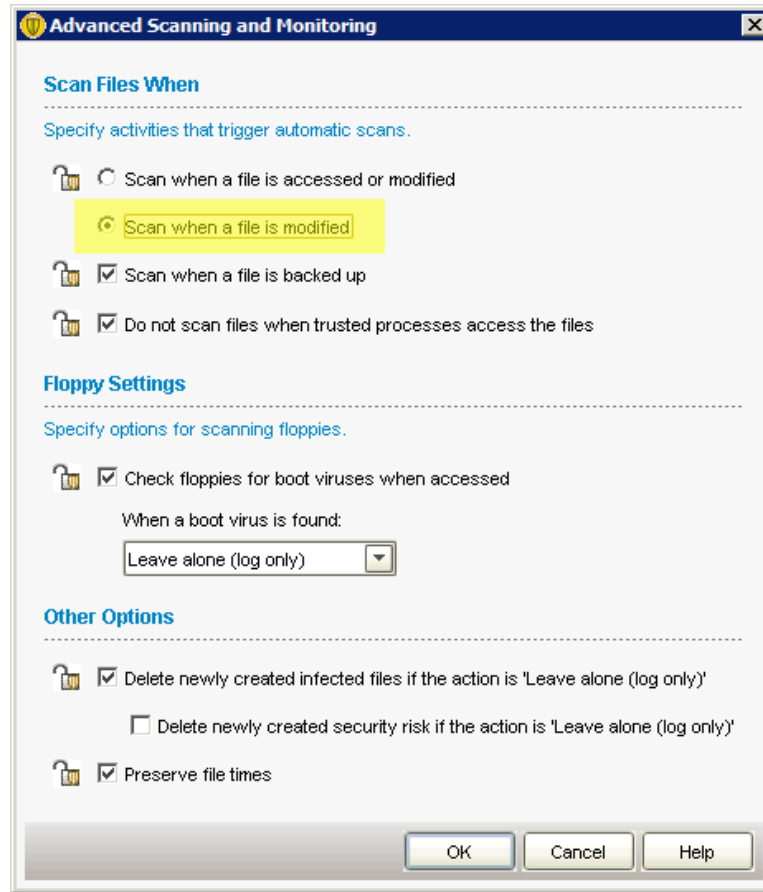 Advanced Scanning and Monitoring
Scan Files When
Specify activities that trigger automatic scans.
Scan when a file is accessed or modified
Scan when a file is modified
Scan when a file is backed up
Do not scan files when trusted processes access the files
Floppy Settings
Specify options for scanning floppies.
Check floppies for boot viruses when accessed
When a boot virus is found:
Leave alone (log only)
Other Options
Delete newly created infected files if the action is 'Leave alone (log only)'
Delete newly created security risk if the action is 'Leave alone (log only)'
Preserve file times
OK Cancel Help